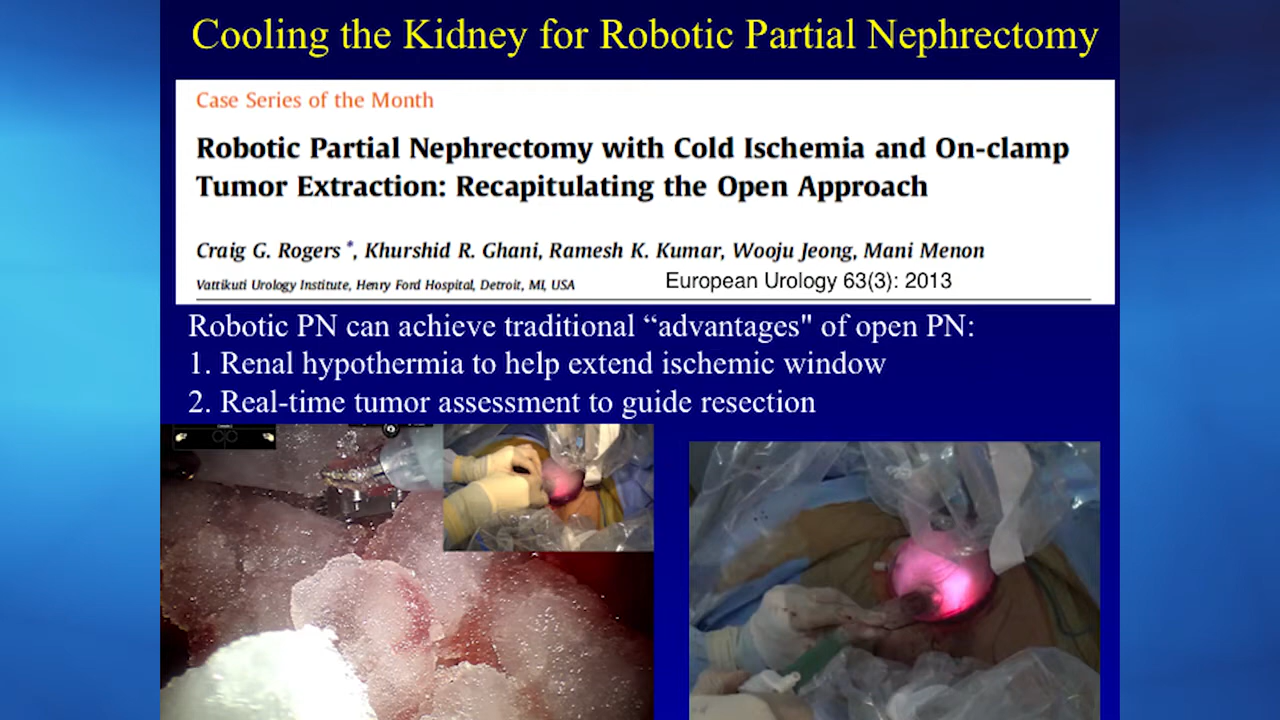 Cooling the Kidney for Robotic Partial Nephrectomy
Case Series of the Month
Robotic Partial Nephrectomy with Cold Ischemia and On-clamp
Tumor Extraction: Recapitulating the Open Approach
Craig G. Rogers *, Khurshid R. Ghani, Ramesh K. Kumar, Wooju Jeong, Mani Menon
Vattikuti Urology Institute, Henry Ford Hospital, Detroit, MI, USA
European Urology 63(3): 2013
Robotic PN can achieve traditional “advantages" of open PN:
1. Renal hypothermia to help extend ischemic window
2. Real-time tumor assessment to guide resection